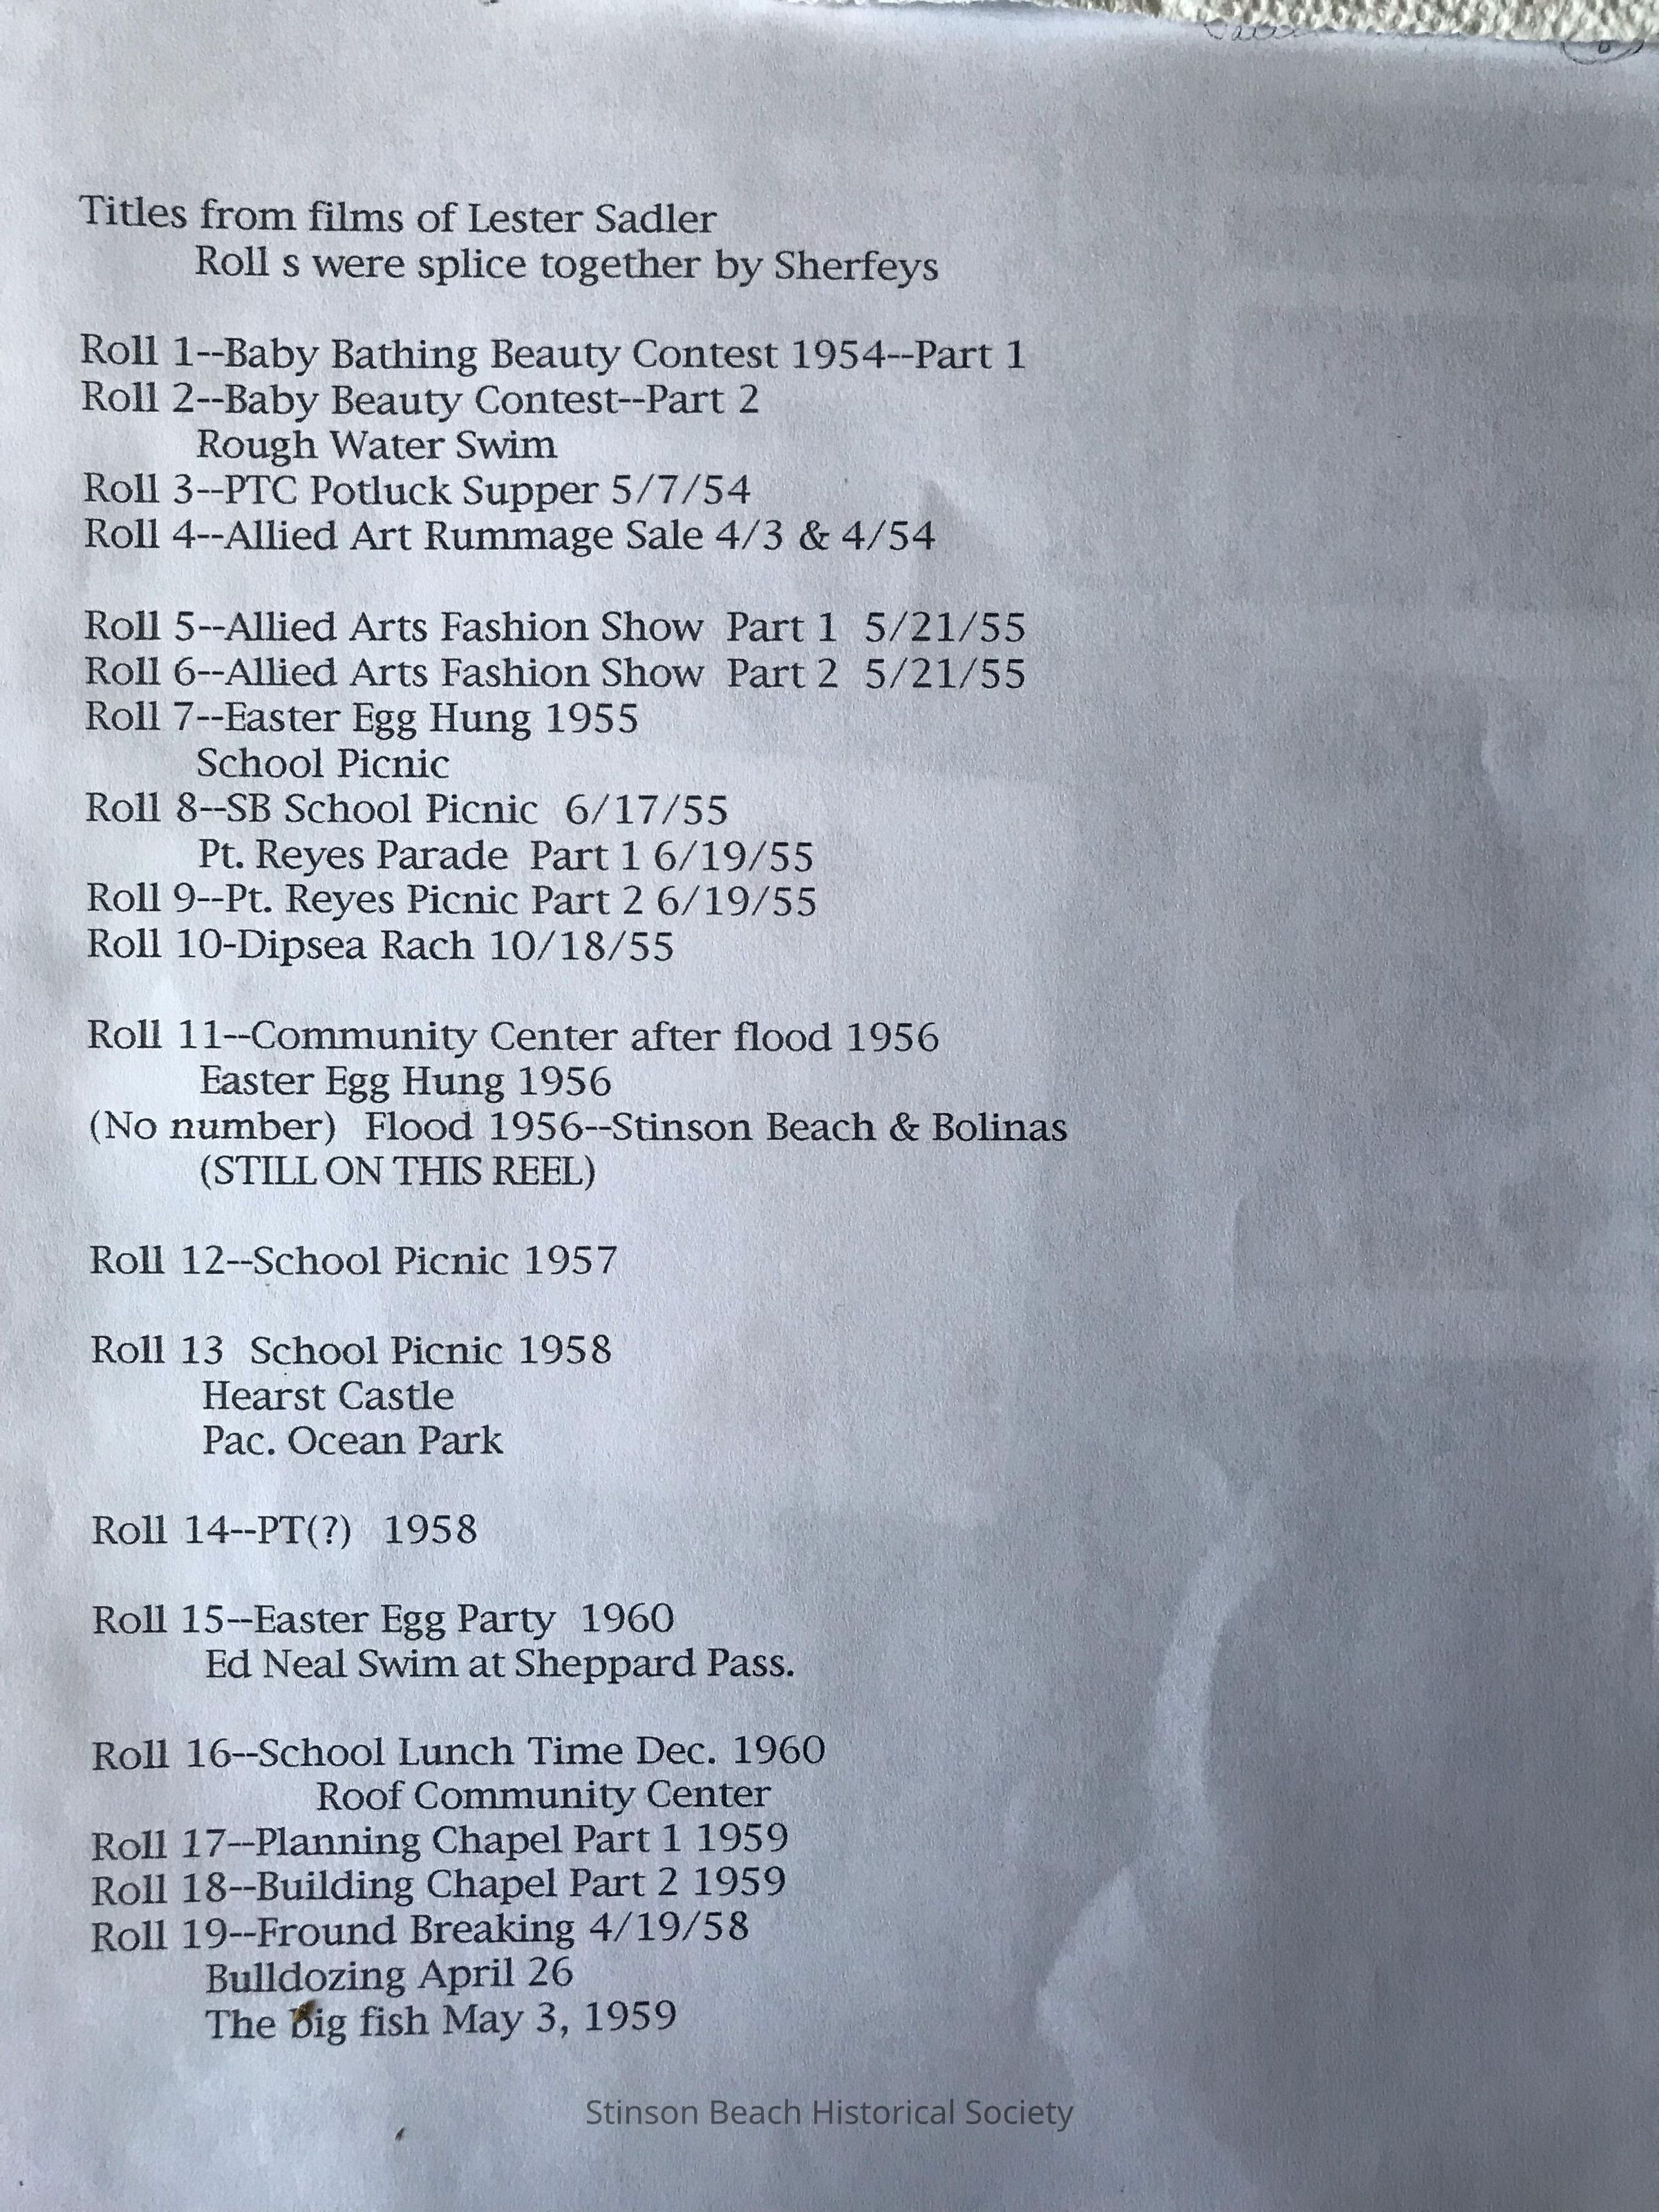 Titles from films of Lester Sadler
Roll s were splice together by Sherfeys
Roll 1--Baby Bathing Beauty Contest 1954--Part 1
Roll 2--Baby Beauty Contest--Part 2
Rough Water Swim
Roll 3--PTC Potluck Supper 5/7/54
Roll 4--Allied Art Rummage Sale 4/3 & 4/54
Roll 5--Allied Arts Fashion Show Part 1 5/21/55
Roll 6--Allied Arts Fashion Show Part 2 5/21/55
Roll 7--Easter Egg Hung 1955
School Picnic
Roll 8--SB School Picnic 6/17/55
Pt. Reyes Parade Part 1 6/19/55
Roll 9--Pt. Reyes Picnic Part 2 6/19/55
Roll 10-Dipsea Rach 10/18/55
Roll 11--Community Center after flood 1956
Easter Egg Hung 1956
(No number) Flood 1956--Stinson Beach & Bolinas
(STILL ON THIS REEL)
Roll 12--School Picnic 1957
Roll 13 School Picnic 1958
Hearst Castle
Pac. Ocean Park
Roll 14--PT(?) 1958
Roll 15--Easter Egg Party 1960
Ed Neal Swim at Sheppard Pass.
Roll 16--School Lunch Time Dec. 1960
Roof Community Center
Roll 17--Planning Chapel Part 1 1959
Roll 18--Building Chapel Part 2 1959
Roll 19--Fround Breaking 4/19/58
Bulldozing April 26
The Big fish May 3, 1959
Stinson Beach Historical Society